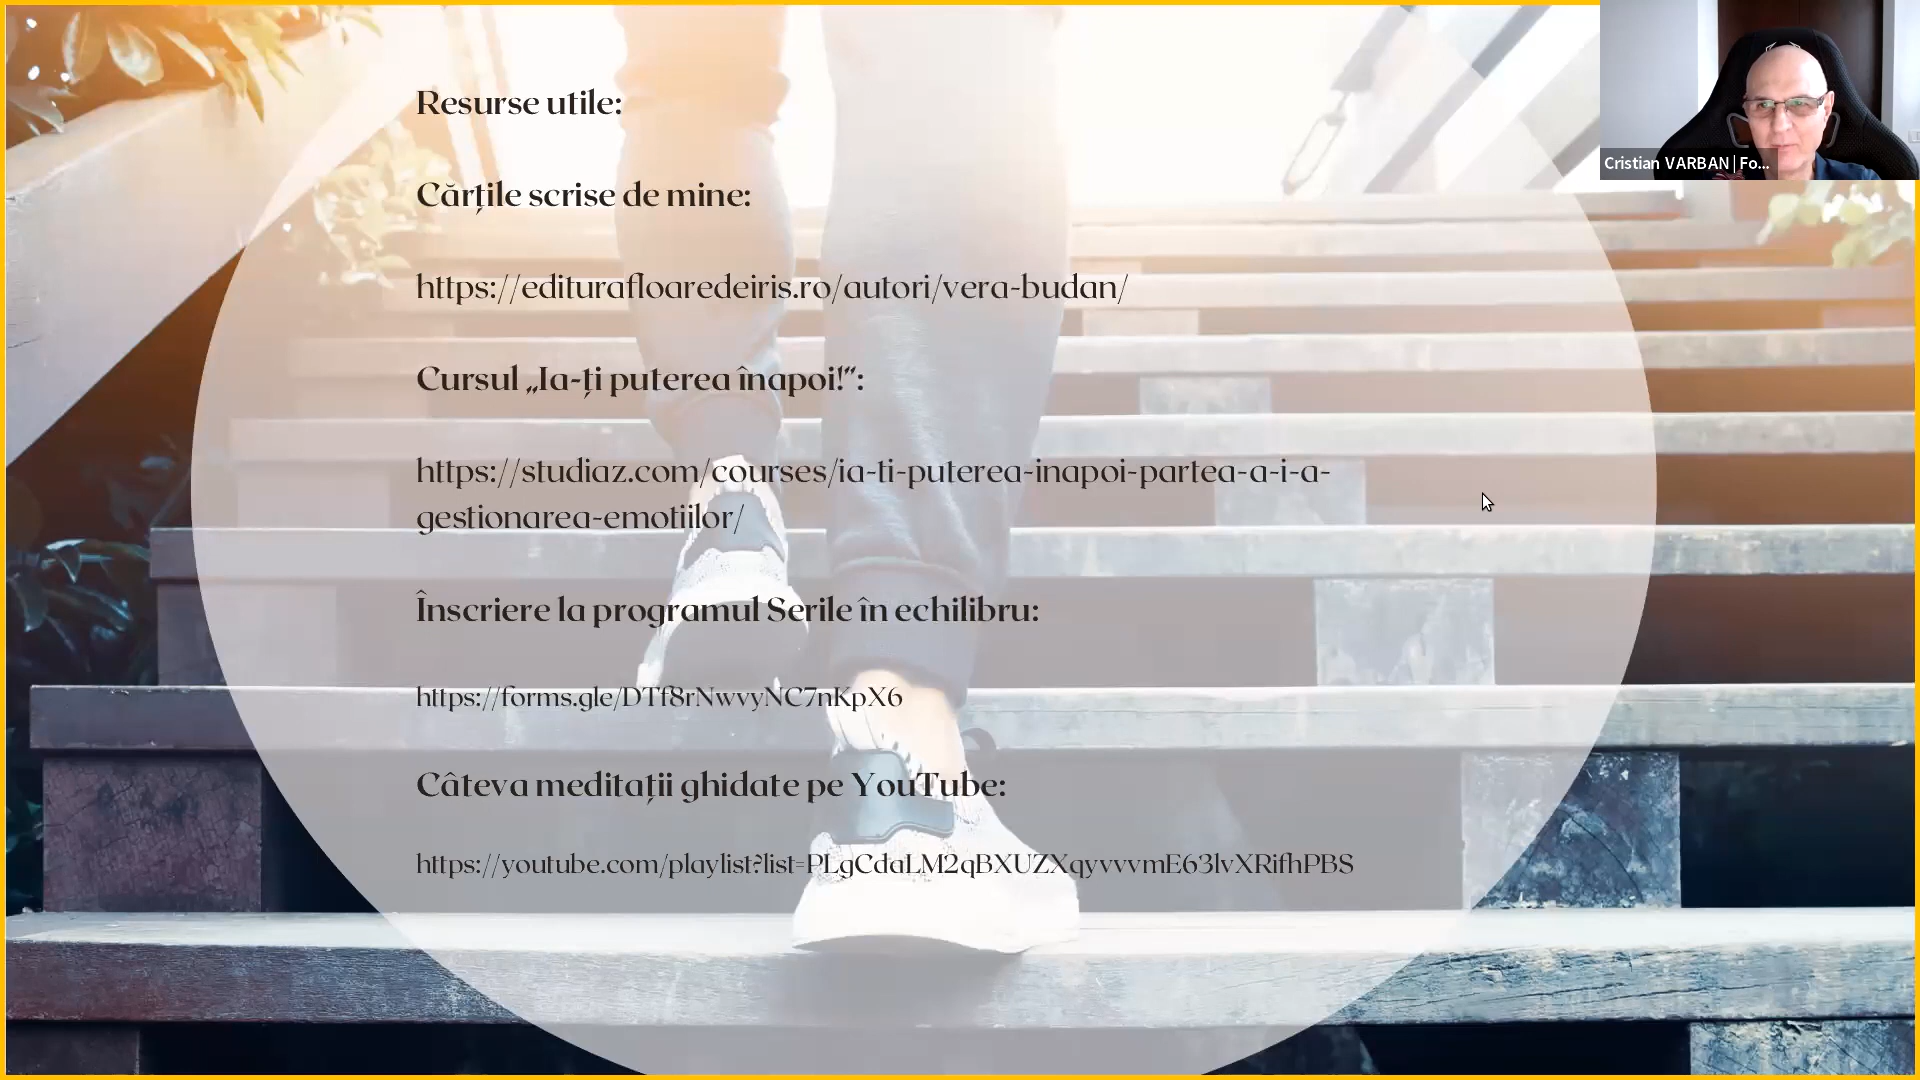 Resurse utile:
Cărțile scrise de mine:
https://viziteazaediturafloaredeiris.ro/autori/vera-budan/
Cursul „Ia-ți puterea înapoi!”:
https://studiaz.com/courses/ia-ti-puterea-inapoi-partea-a-i-a-
gestionarea-emotiilor/
Înscriere la programul Serile în echilibru:
https://forms.gle/DTf8rNwvyNC7nKpX6
Câteva meditații ghidate pe YouTube:
https://youtube.com/playlist?list=PLgCdaLM2qBXUZXqyvvvmE63lvXRifhPBS
Cristian VARBAN | Fo...